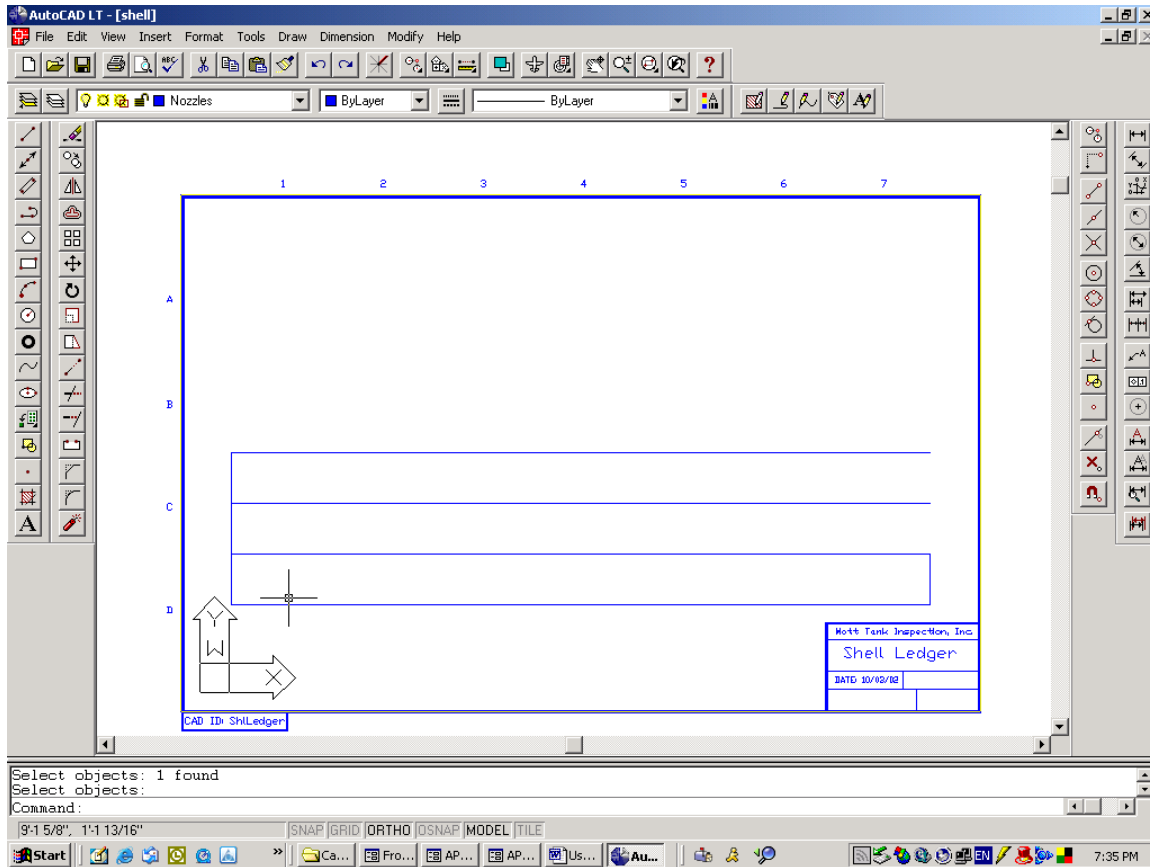 AutoCAD LT - [shell]
File Edit View Insert Format Tools Draw Dimension Modify Help
ABC
?
Nozzles ByLayer ByLayer
1 2 3 4 5 6 7
A
B
C
D
Y
W
X
Mott Tank Inspection, Inc.
Shell Ledger
DATE: 10/03/02
CAD ID: ShlLedger
A
Select objects: 1 found
Select objects:
Command:
9'-1 5/8", 1'-1 13/16" SNAP GRID ORTHO OSNAP MODEL TILE
Start » Ca... Fro... AP... AP... Us... Au... EN 7:35 PM